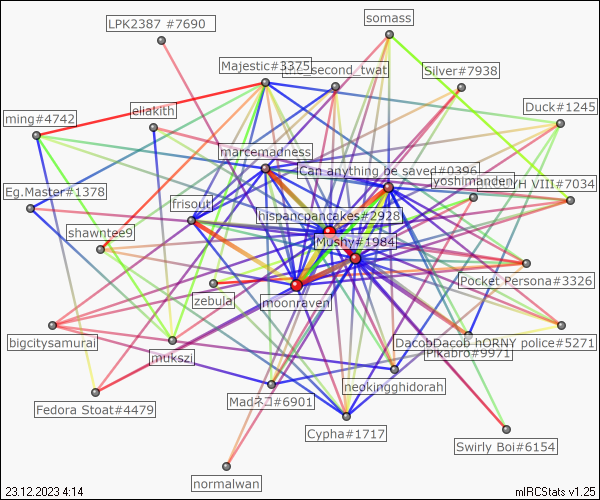 LPK2387 #7690
somass
Majestic#3375
the_second_twat
Silver#7938
Duck#1245
ming#4742
eliakith
marcemadness
Can anything be saved#0396
yoshimanden
VIII#7034
Eg.Master#1378
frisout
hispancpancakes#2928
Mushy#1984
shawntee9
zebula
moonraven
Pocket Persona#3326
bigcitysamurai
mukszi
DacobDacob hORNY police#5271
Pikabro#9971
neokingghidorah
Fedora Stoat#4479
Madネコ#6901
Cypha#1717
Swirly Boi#6154
normalwan
23.12.2023 4:14
mIRCStats v1.25